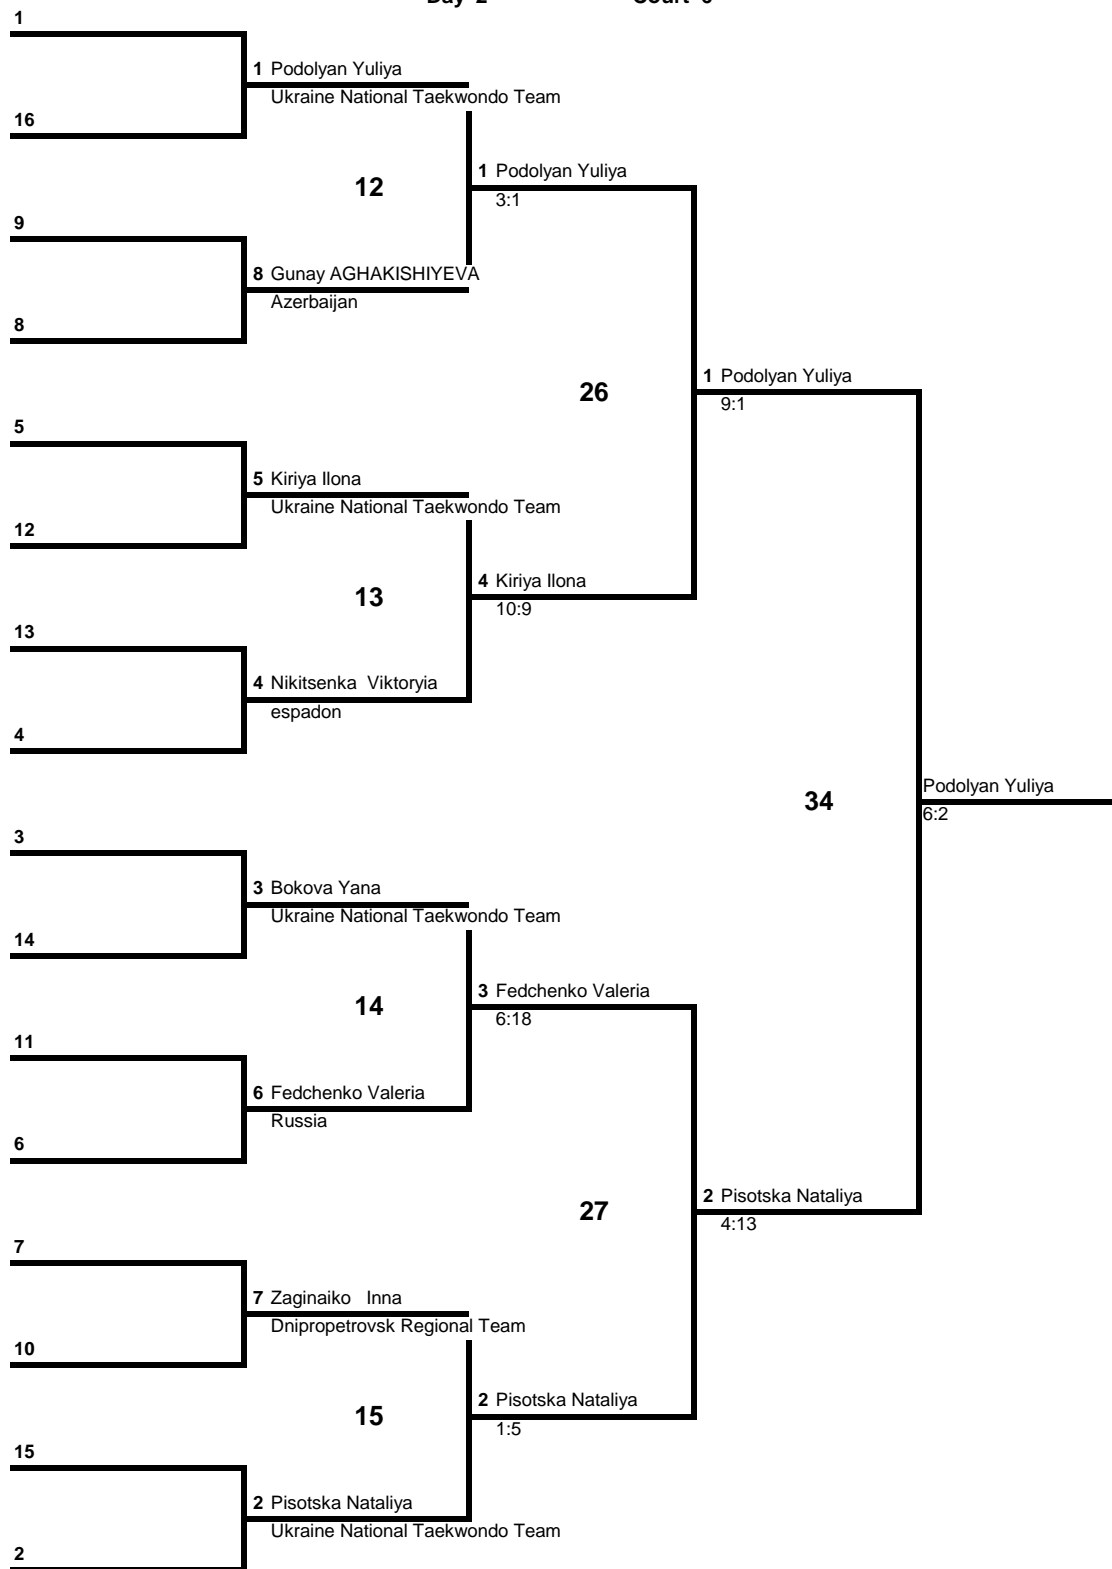 1
1 Podolyan Yuliya
Ukraine National Taekwondo Team
16
1 Podolyan Yuliya
12
3:1
9
8 Gunay AGHAKISHIYEVA
Azerbaijan
8
1 Podolyan Yuliya
26
9:1
5
5 Kiriya Ilona
Ukraine National Taekwondo Team
12
4 Kiriya Ilona
13
10:9
13
4 Nikitsenka Viktoryia
espadon
4
Podolyan Yuliya
34
6:2
3
3 Bokova Yana
Ukraine National Taekwondo Team
14
3 Fedchenko Valeria
14
6:18
11
6 Fedchenko Valeria
Russia
6
2 Pisotska Nataliya
27
4:13
7
7 Zaginaiko Inna
Dnipropetrovsk Regional Team
10
2 Pisotska Nataliya
15
1:5
15
2 Pisotska Nataliya
Ukraine National Taekwondo Team
2